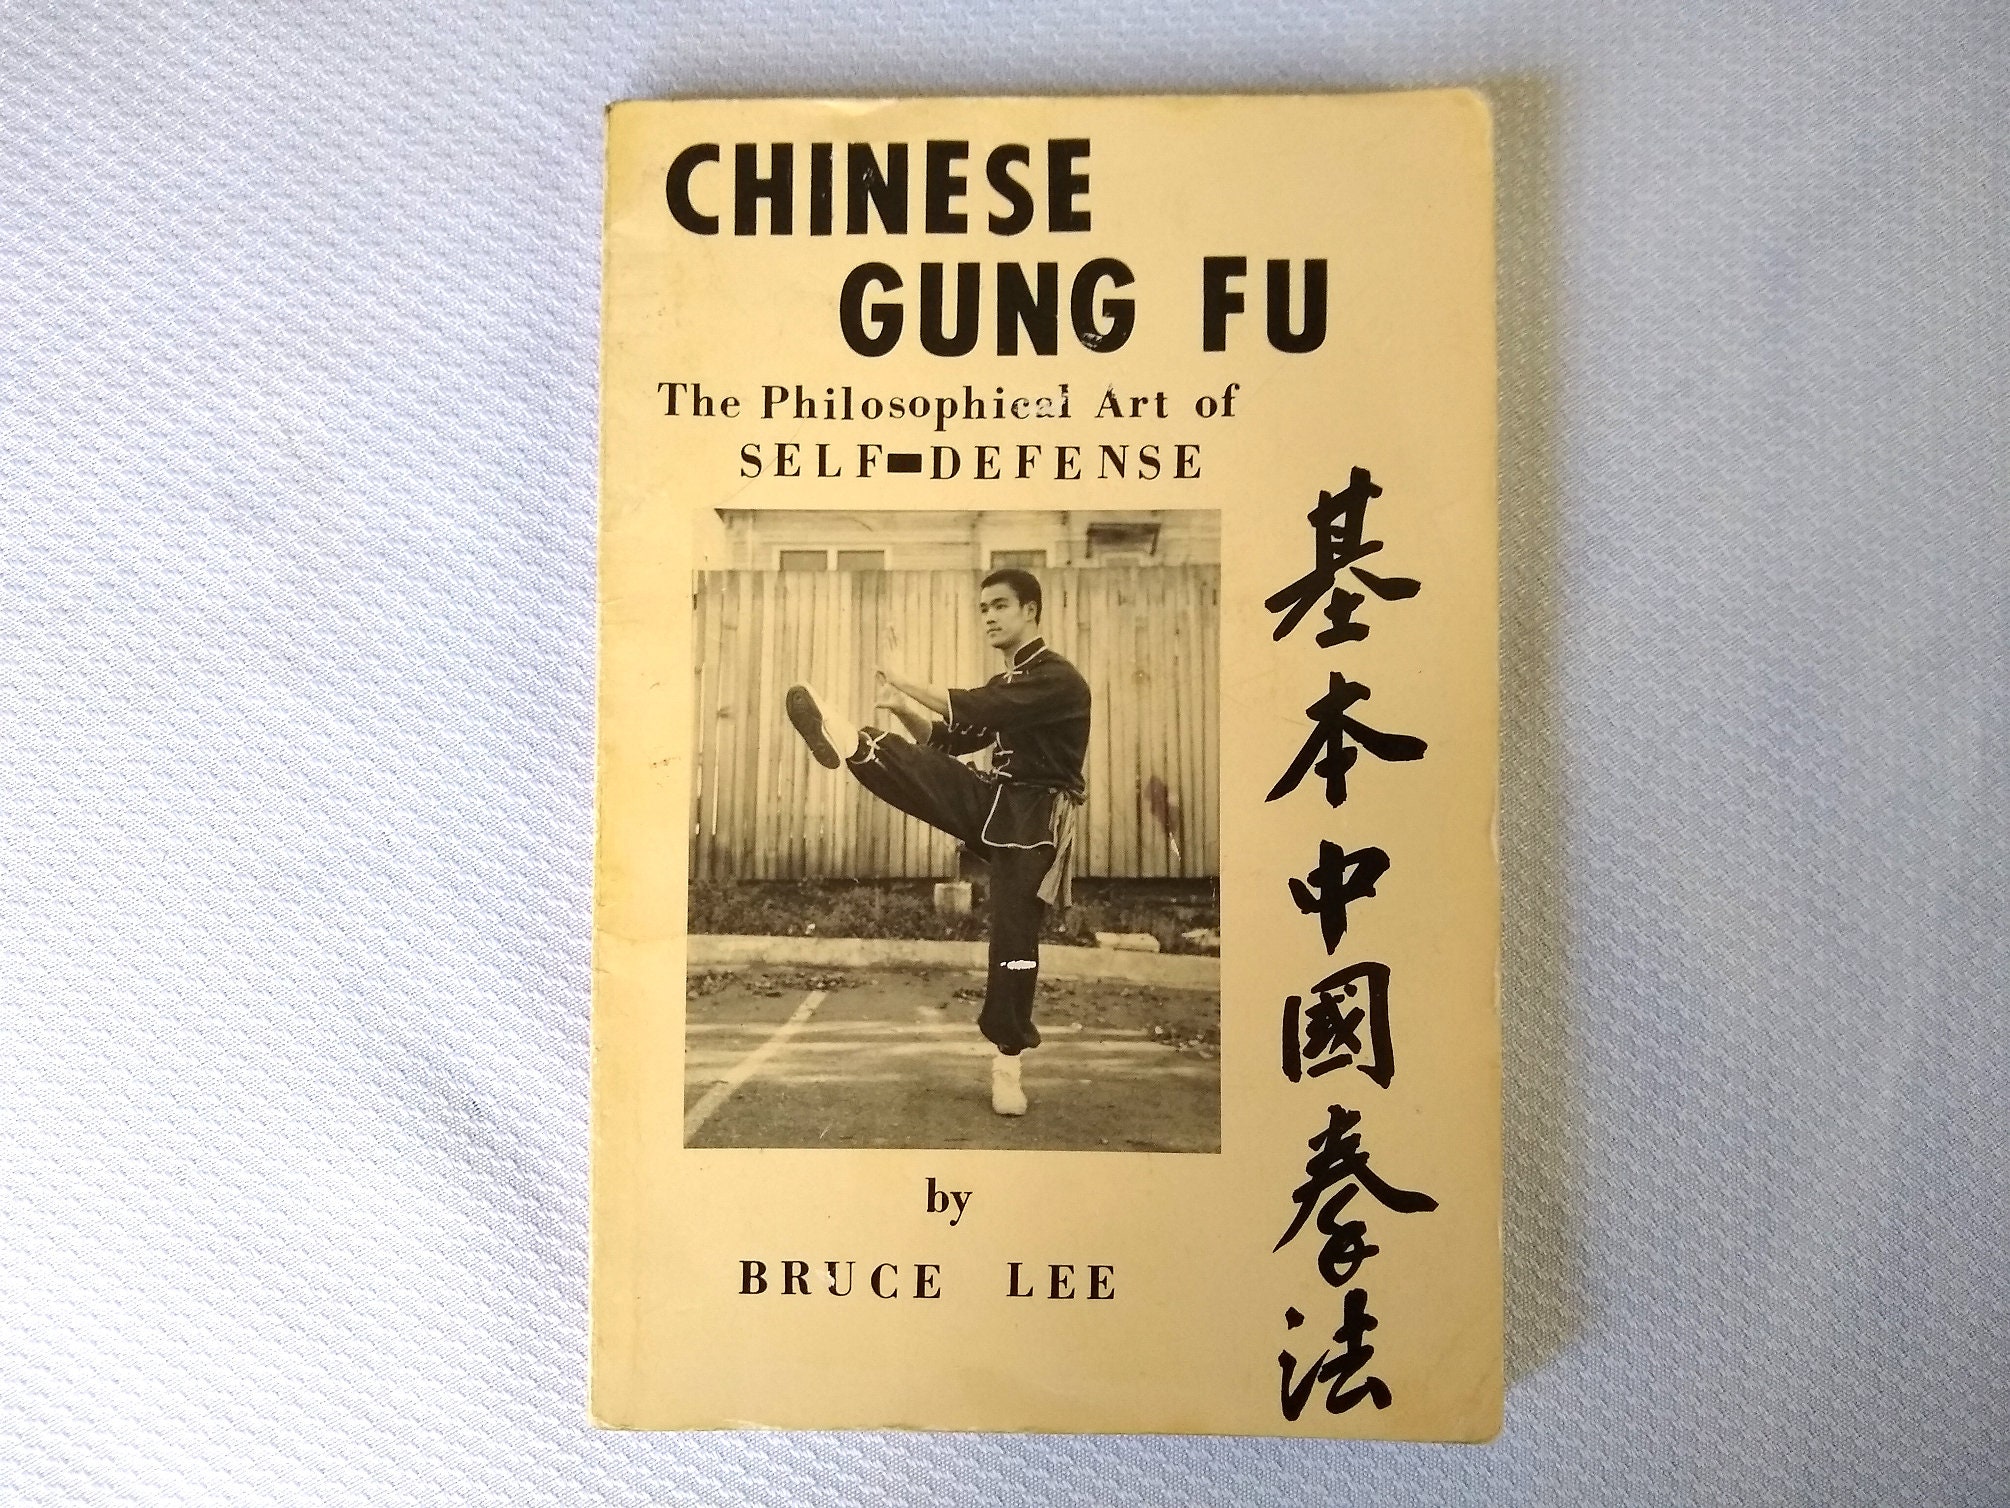 CHINESE
GUNG FU
The Philosophical Art of
SELF-DEFENSE
基本中國拳法
by
BRUCE LEE